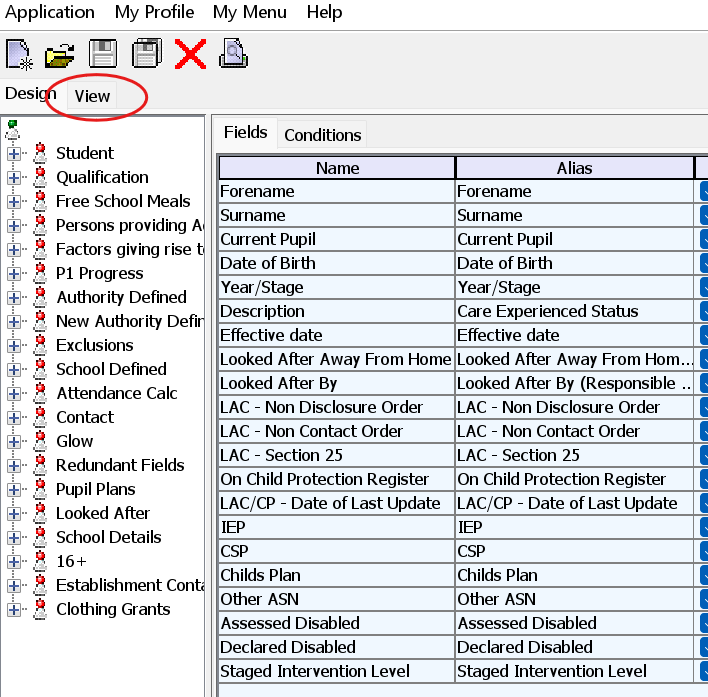 Application My Profile My Menu Help
Design View
Student
Qualification
Free School Meals
Persons providing
Factors giving rise
P1 Progress
Authority Defined
New Authority
Exclusions
School Defined
Attendance Calc
Contact
Glow
Redundant Fields
Pupil Plans
Looked After
School Details
16+
Establishment
Clothing Grants
Fields Conditions
Name Alias
Forename Forename
Surname Surname
Current Pupil Current Pupil
Date of Birth Date of Birth
Year/Stage Year/Stage
Description Care Experienced Status
Effective date Effective date
Looked After Away From Home Looked After Away From Hom...
Looked After By Looked After By (Responsible ..
LAC - Non Disclosure Order LAC - Non Disclosure Order
LAC - Non Contact Order LAC - Non Contact Order
LAC - Section 25 LAC - Section 25
On Child Protection Register On Child Protection Register
LAC/CP - Date of Last Update LAC/CP - Date of Last Update
IEP IEP
CSP CSP
Childs Plan Childs Plan
Other ASN Other ASN
Assessed Disabled Assessed Disabled
Declared Disabled Declared Disabled
Staged Intervention Level Staged Intervention Level